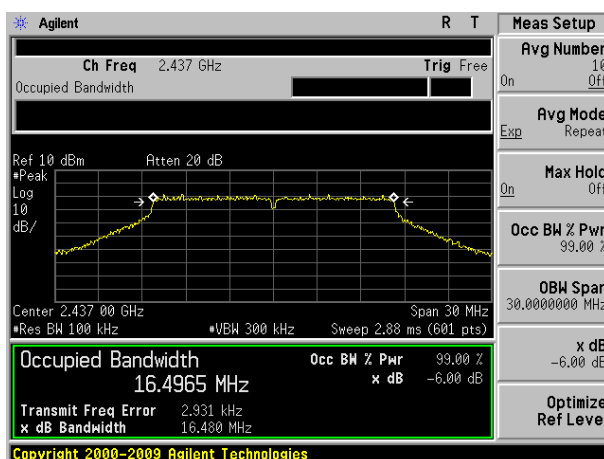 Agilent R T Meas Setup
Avg Number
10
On Off
Ch Freq 2.437 GHz Trig Free
Occupied Bandwidth
Avg Mode
Exp Repeat
Ref 10 dBm Atten 20 dB
#Peak
Log
10
dB/
Max Hold
On Off
Occ BW % Pwr
99.00 %
OBW Span
30.0000000 MHz
Center 2.437 00 GHz Span 30 MHz
#Res BW 100 kHz #VBW 300 kHz Sweep 2.88 ms (601 pts)
x dB
-6.00 dB
Occupied Bandwidth Occ BW % Pwr 99.00 %
16.4965 MHz x dB -6.00 dB
Transmit Freq Error 2.931 kHz
x dB Bandwidth 16.480 MHz
Optimize
Ref Level
Copyright 2000-2009 Agilent Technologies